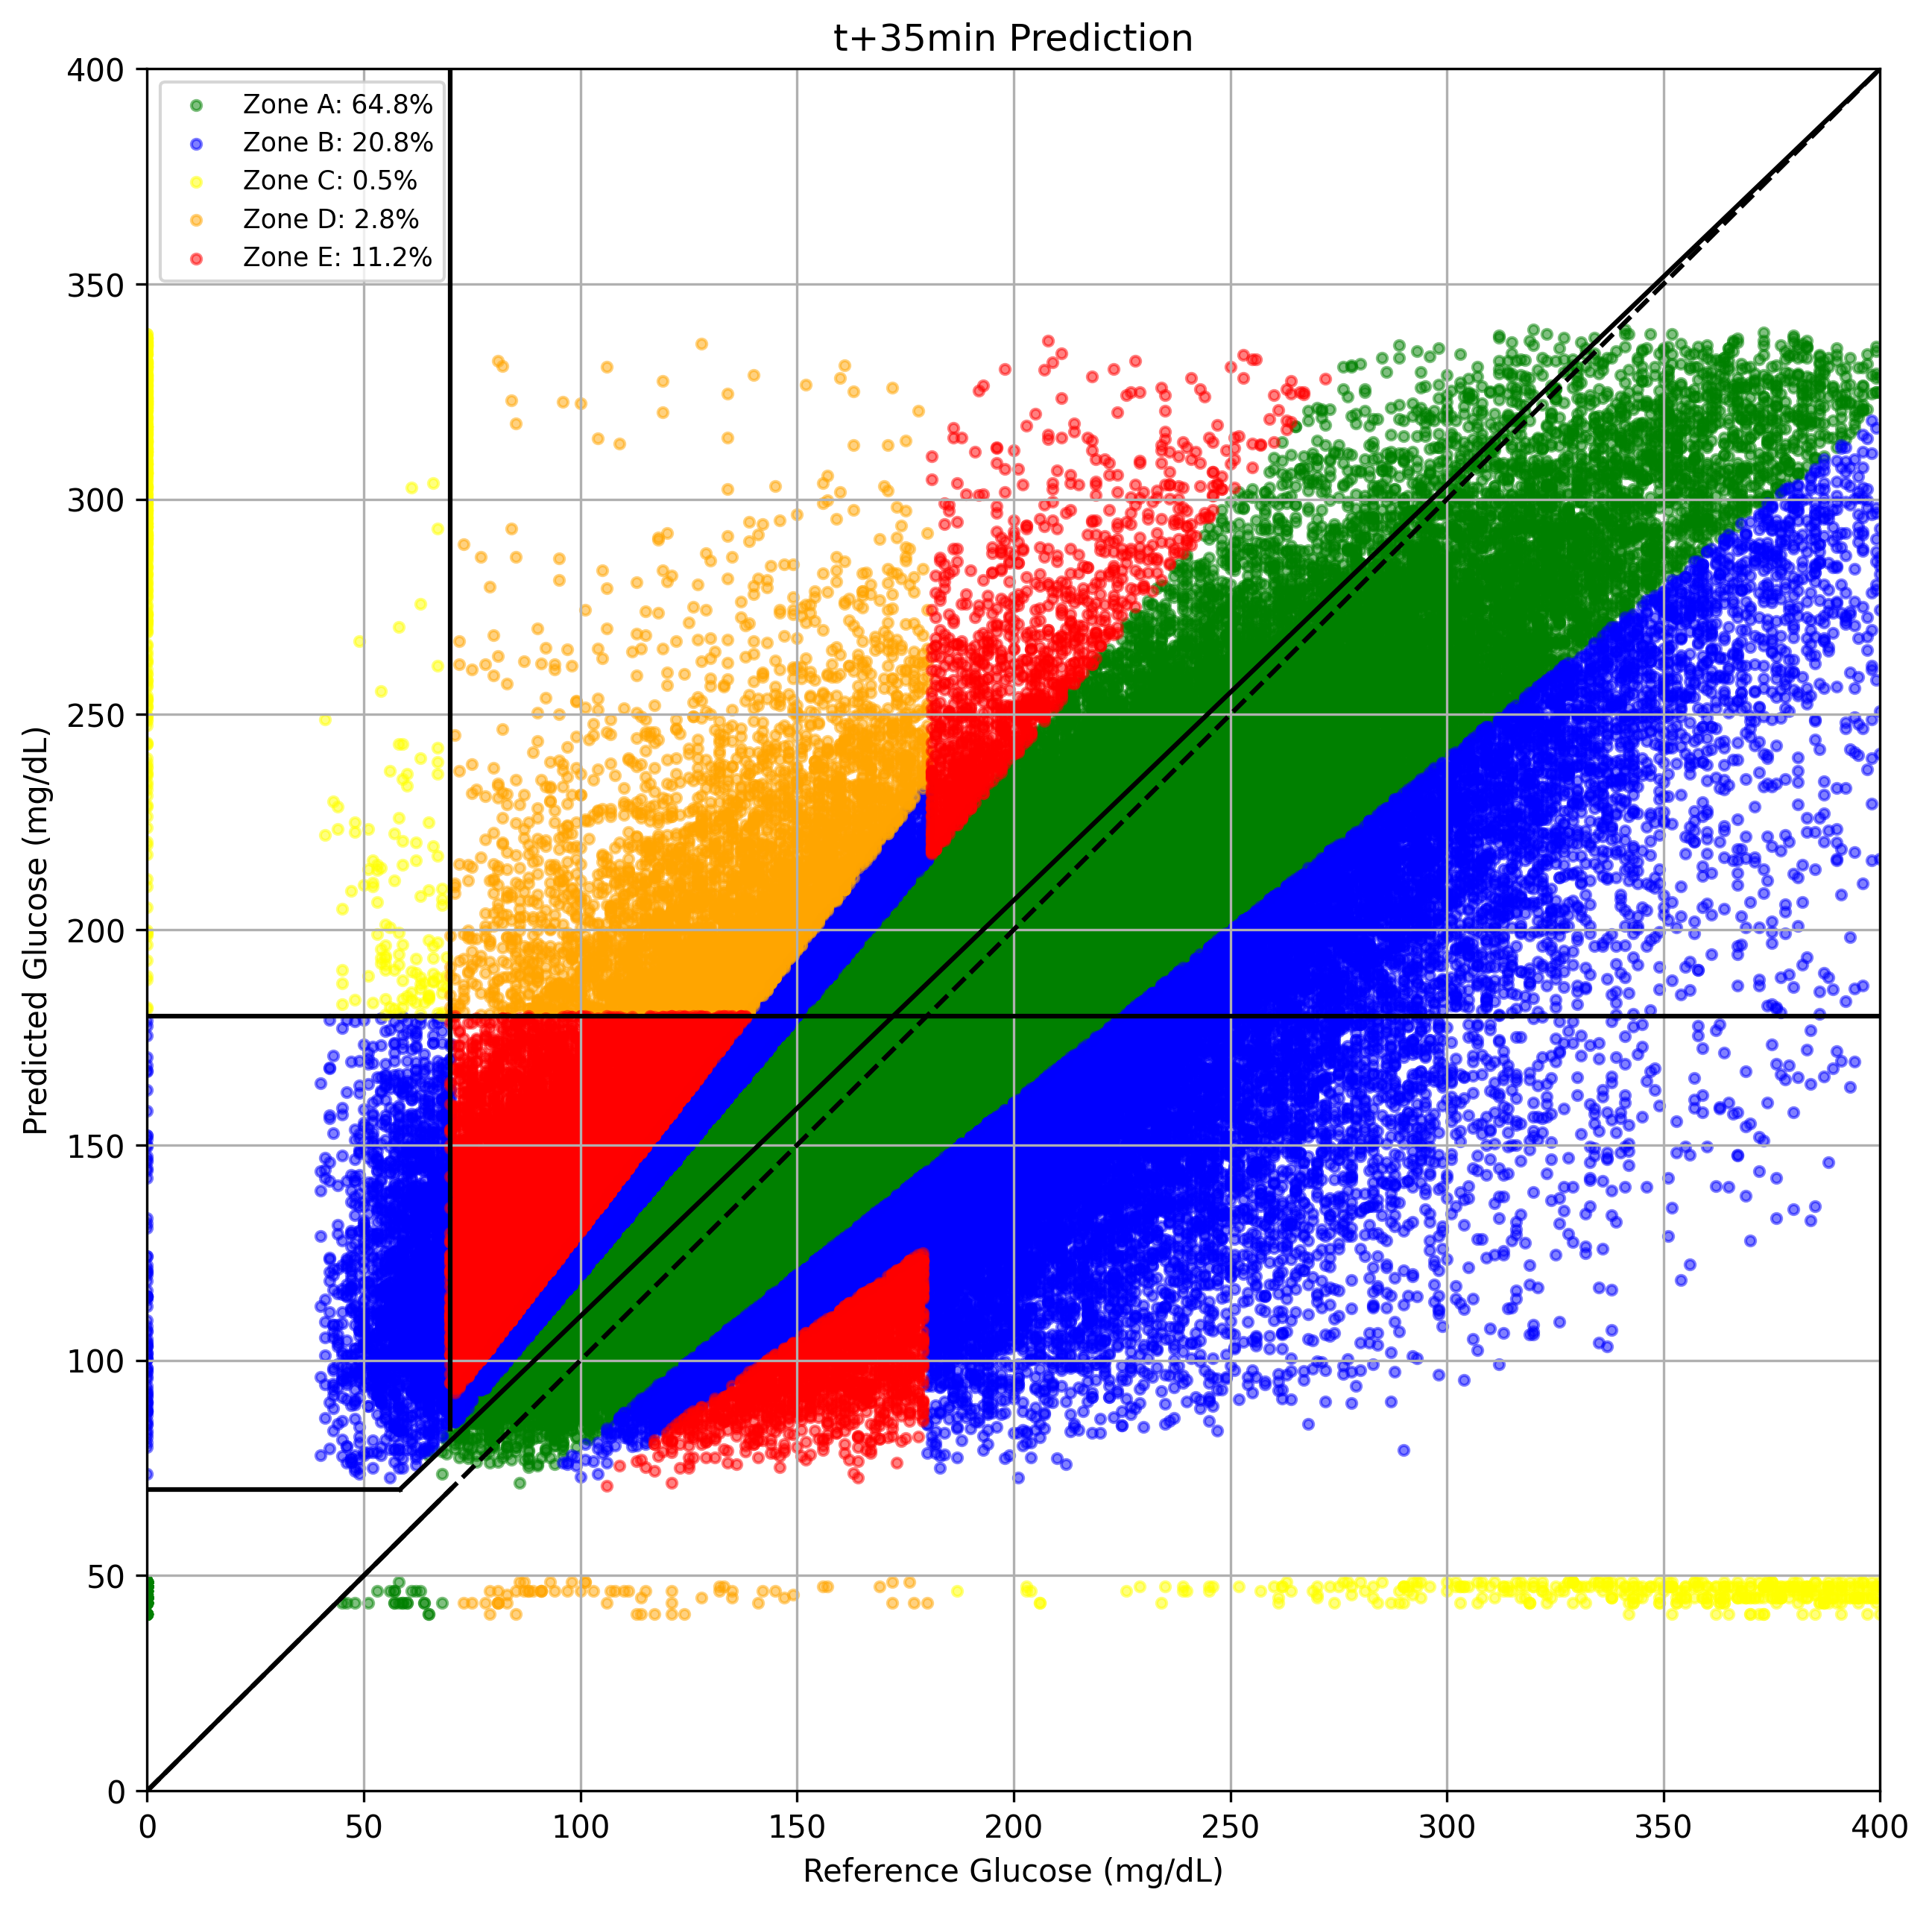 t+35min Prediction
400
350
300
250
200
150
100
50
0
Predicted Glucose (mg/dL)
Zone A: 64.8%
Zone B: 20.8%
Zone C: 0.5%
Zone D: 2.8%
Zone E: 11.2%
0 50 100 150 200 250 300 350 400
Reference Glucose (mg/dL)